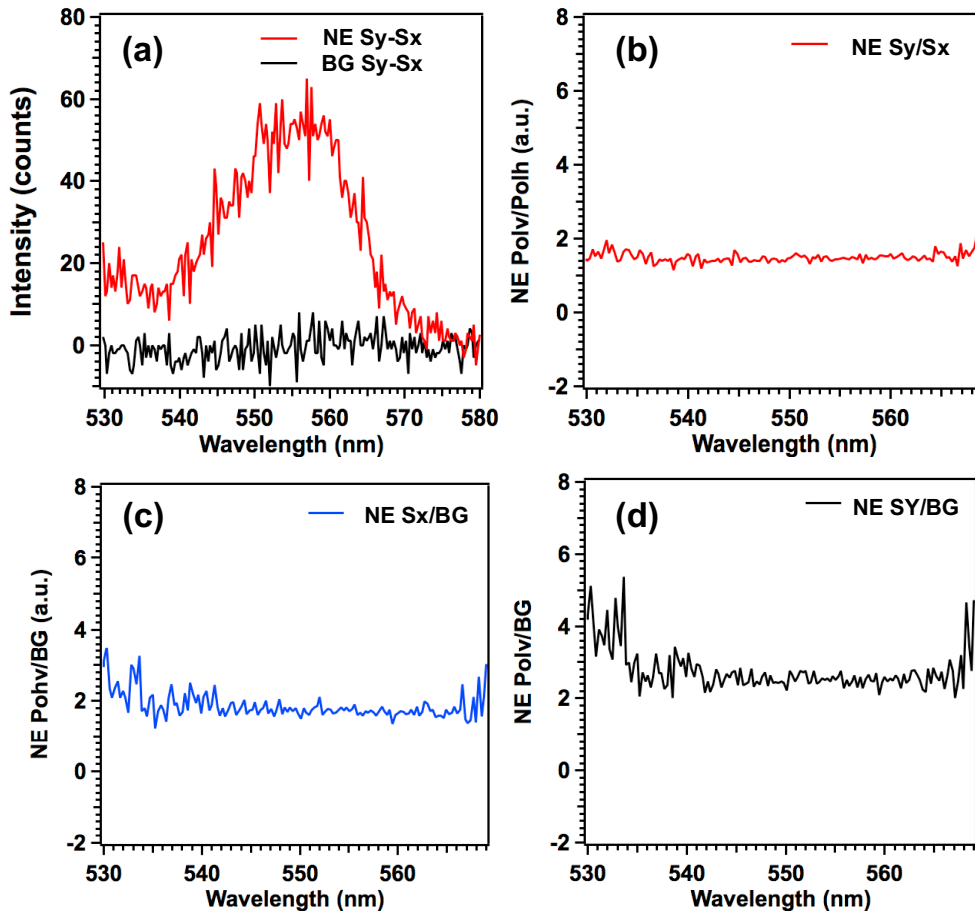 (a)
NE Sy-Sx
BG Sy-Sx
Intensity (counts)
80
60
40
20
0
530 540 550 560 570 580
Wavelength (nm)
(b)
NE Sy/Sx
NE Polv/Polh (a.u.)
8
6
4
2
0
-2
530 540 550 560
Wavelength (nm)
(c)
NE Sx/BG
NE Pohv/BG (a.u.)
8
6
4
2
0
-2
530 540 550 560
Wavelength (nm)
(d)
NE SY/BG
NE Polv/BG
8
6
4
2
0
-2
530 540 550 560
Wavelength (nm)